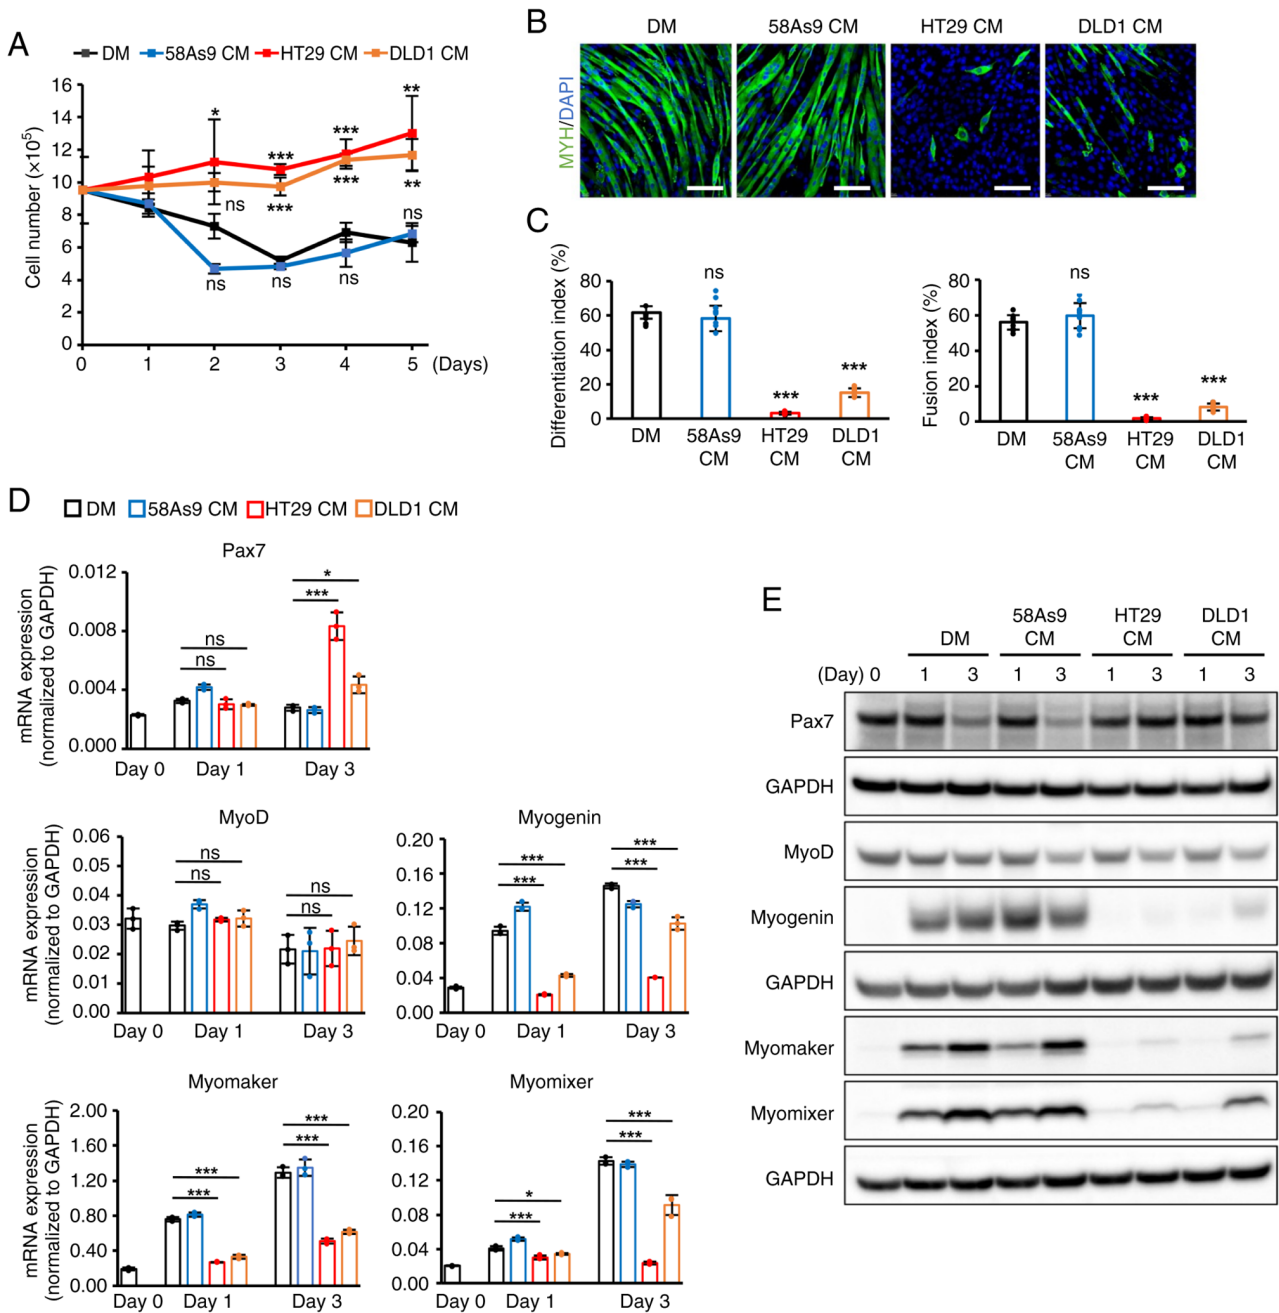 A
DM 58As9 CM HT29 CM DLD1 CM
Cell number (×10⁵)
16
14
12
10
8
6
4
2
0
* *** *** **
ns *** *** **
ns ns ns ns
0 1 2 3 4 5 (Days)
B
DM 58As9 CM HT29 CM DLD1 CM
MYH/DAPI
C
Differentiation index (%)
80
60
40
20
0
ns *** ***
DM 58As9 CM HT29 CM DLD1 CM
Fusion index (%)
80
60
40
20
0
ns *** ***
DM 58As9 CM HT29 CM DLD1 CM
D
DM 58As9 CM HT29 CM DLD1 CM
Pax7
mRNA expression
(normalized to GAPDH)
0.012
0.008
0.004
0.000
ns
ns
*
***
Day 0 Day 1 Day 3
MyoD
mRNA expression
(normalized to GAPDH)
0.06
0.05
0.04
0.03
0.02
0.01
0.00
ns
ns
ns
ns
Day 0 Day 1 Day 3
Myogenin
0.20
0.16
0.12
0.08
0.04
0.00
***
***
***
***
Day 0 Day 1 Day 3
Myomaker
mRNA expression
(normalized to GAPDH)
2.00
1.60
1.20
0.80
0.40
0.00
***
***
***
***
Day 0 Day 1 Day 3
Myomixer
0.20
0.16
0.12
0.08
0.04
0.00
*
***
***
***
Day 0 Day 1 Day 3
E
DM 58As9 CM HT29 CM DLD1 CM
(Day) 0 1 3 1 3 1 3 1 3
Pax7
GAPDH
MyoD
Myogenin
GAPDH
Myomaker
Myomixer
GAPDH